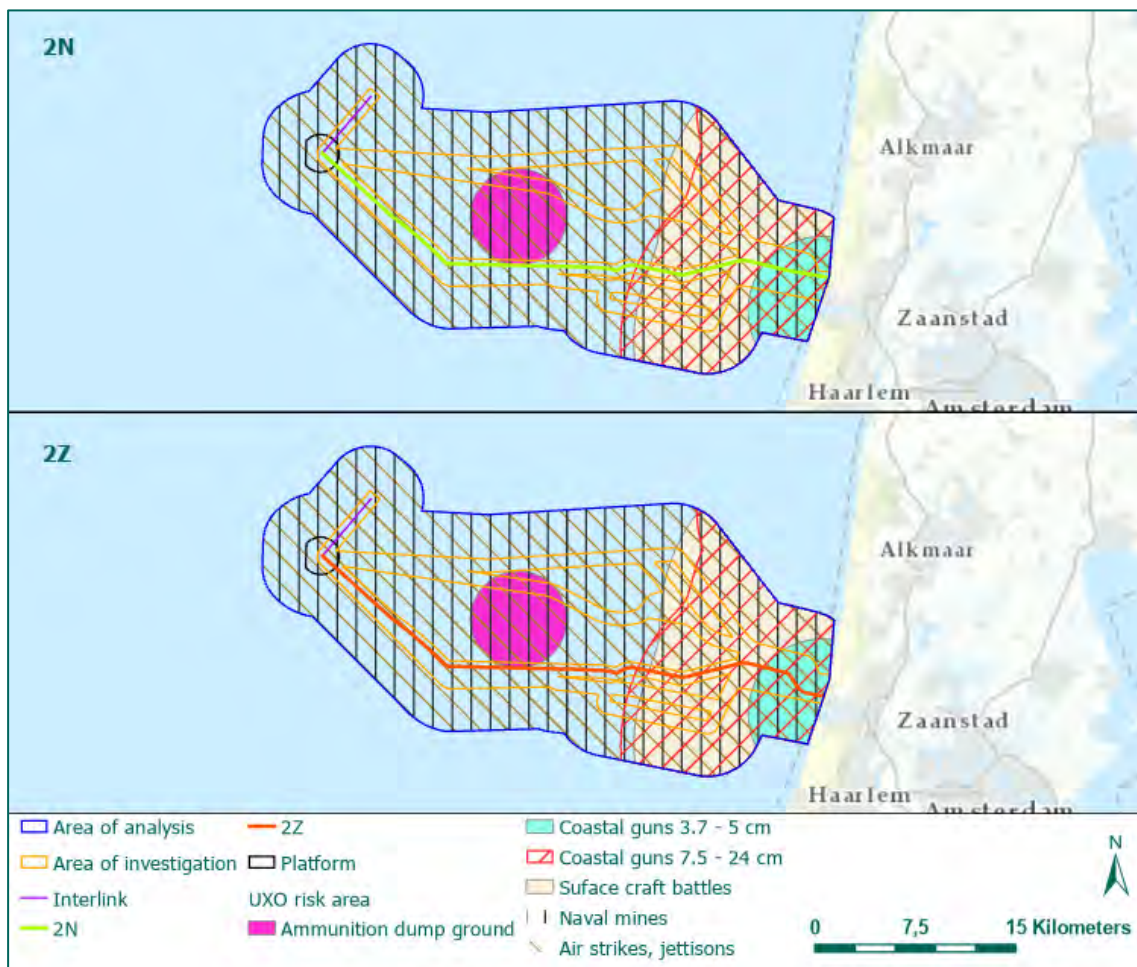 2N
Alkmaar
Zaanstad
Haarlem
Amsterdam
2Z
Alkmaar
Zaanstad
Haarlem
Amsterdam
Area of analysis
Area of investigation
Interlink
2N
2Z
Platform
UXO risk area
Ammunition dump ground
Coastal guns 3.7 - 5 cm
Coastal guns 7.5 - 24 cm
Suface craft battles
Naval mines
Air strikes, jettisons
N
0 7,5 15 Kilometers